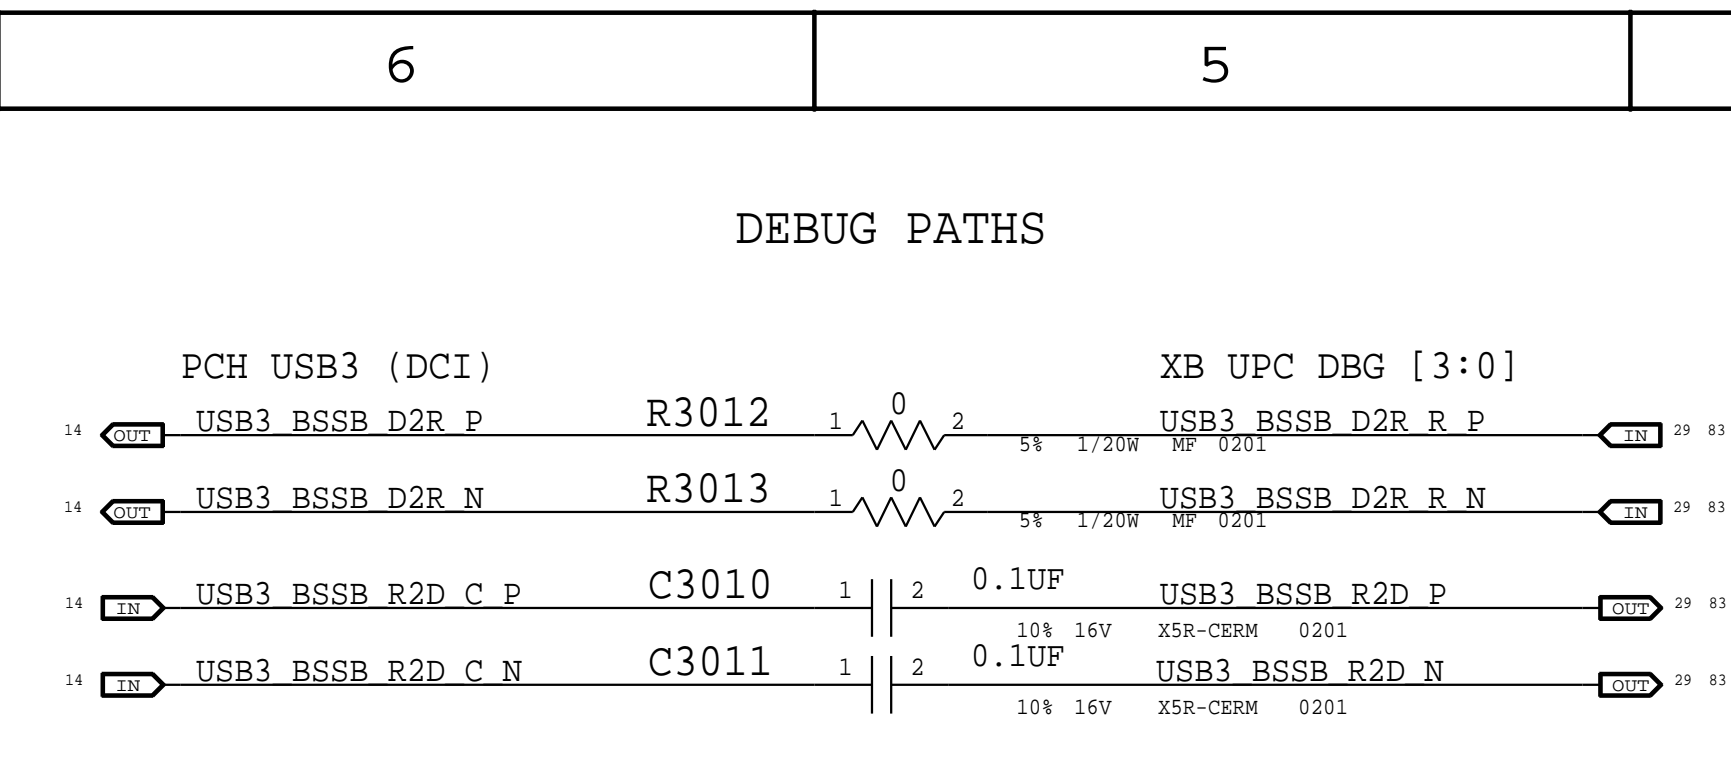 6 5
DEBUG PATHS
PCH USB3 (DCI) XB UPC DBG [3:0]
14 OUT USB3_BSSB_D2R_P R3012 1 0 2 USB3_BSSB_D2R_R_P IN 29 83
5% 1/20W MF 0201
14 OUT USB3_BSSB_D2R_N R3013 1 0 2 USB3_BSSB_D2R_R_N IN 29 83
5% 1/20W MF 0201
14 IN USB3_BSSB_R2D_C_P C3010 1 2 0.1UF USB3_BSSB_R2D_P OUT 29 83
10% 16V X5R-CERM 0201
14 IN USB3_BSSB_R2D_C_N C3011 1 2 0.1UF USB3_BSSB_R2D_N OUT 29 83
10% 16V X5R-CERM 0201